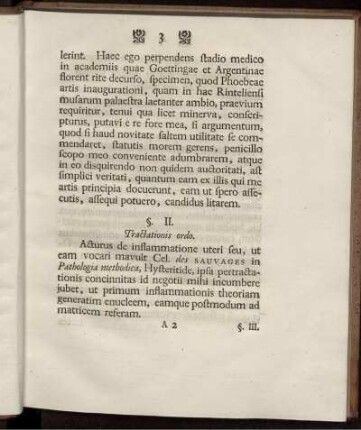 3
lerint. Haec ego perpendens stadio medico
in academiis quae Goettingae et Argentinae
florent rite decurso, specimen, quod Phoebeae
artis inaugurationi, quam in hac Rinteliensi
musarum palaestra laetanter ambio, praevium
requiritur, tenui qua licet minerva, conscri-
pturus, putavi e re fore mea, si argumentum,
quod si haud novitate saltem utilitate se com-
mendaret, statutis morem gerens, penicillo
scopo meo conveniente adumbrarem, atque
in eo disquirendo non quidem auctoritati, ast
simplici veritati, quantum eam ex illis qui me
artis principia docuerunt, eam ut spero asse-
cutis, assequi potuero, candidus litarem.
§. II.
Tractationis ordo.
Acturus de inflammatione uteri seu, ut
eam vocari mavult Cel. des SAUVAGES in
Pathologia methodica, Hysteritide, ipsa pertracta-
tionis concinnitas id negotii mihi incumbere
jubet, ut primum inflammationis theoriam
generatim enucleem, eamque postmodum ad
matricem referam.
A 2 §. III.